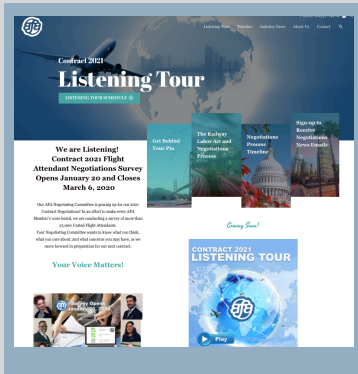 Listening Tour Timeline Industry News About Us Contact
Contract 2021
Listening Tour
LISTENING TOUR SCHEDULE
Get Behind
Your Pin
The Railway
Labor Act and
Negotiations
Process
Negotiations
Process
Timeline
Sign up to
Receive
Negotiations
News Emails
We are Listening!
Contract 2021 Flight
Attendant Negotiations Survey
Opens January 20 and Closes
March 6, 2020
Our AFA Negotiating Committee is gearing up for our 2021
Contract Negotiations! In an effort to make every AFA
Member's voice heard, we are conducting a survey of more than
25,000 United Flight Attendants.
Your Negotiating Committee wants to know what you think,
what you care about, and what concerns you may have, as we
move forward in preparation for our next contract.
Your Voice Matters!
Coming Soon!
CONTRACT 2021
LISTENING TOUR
AFA
Play
Survey Opens